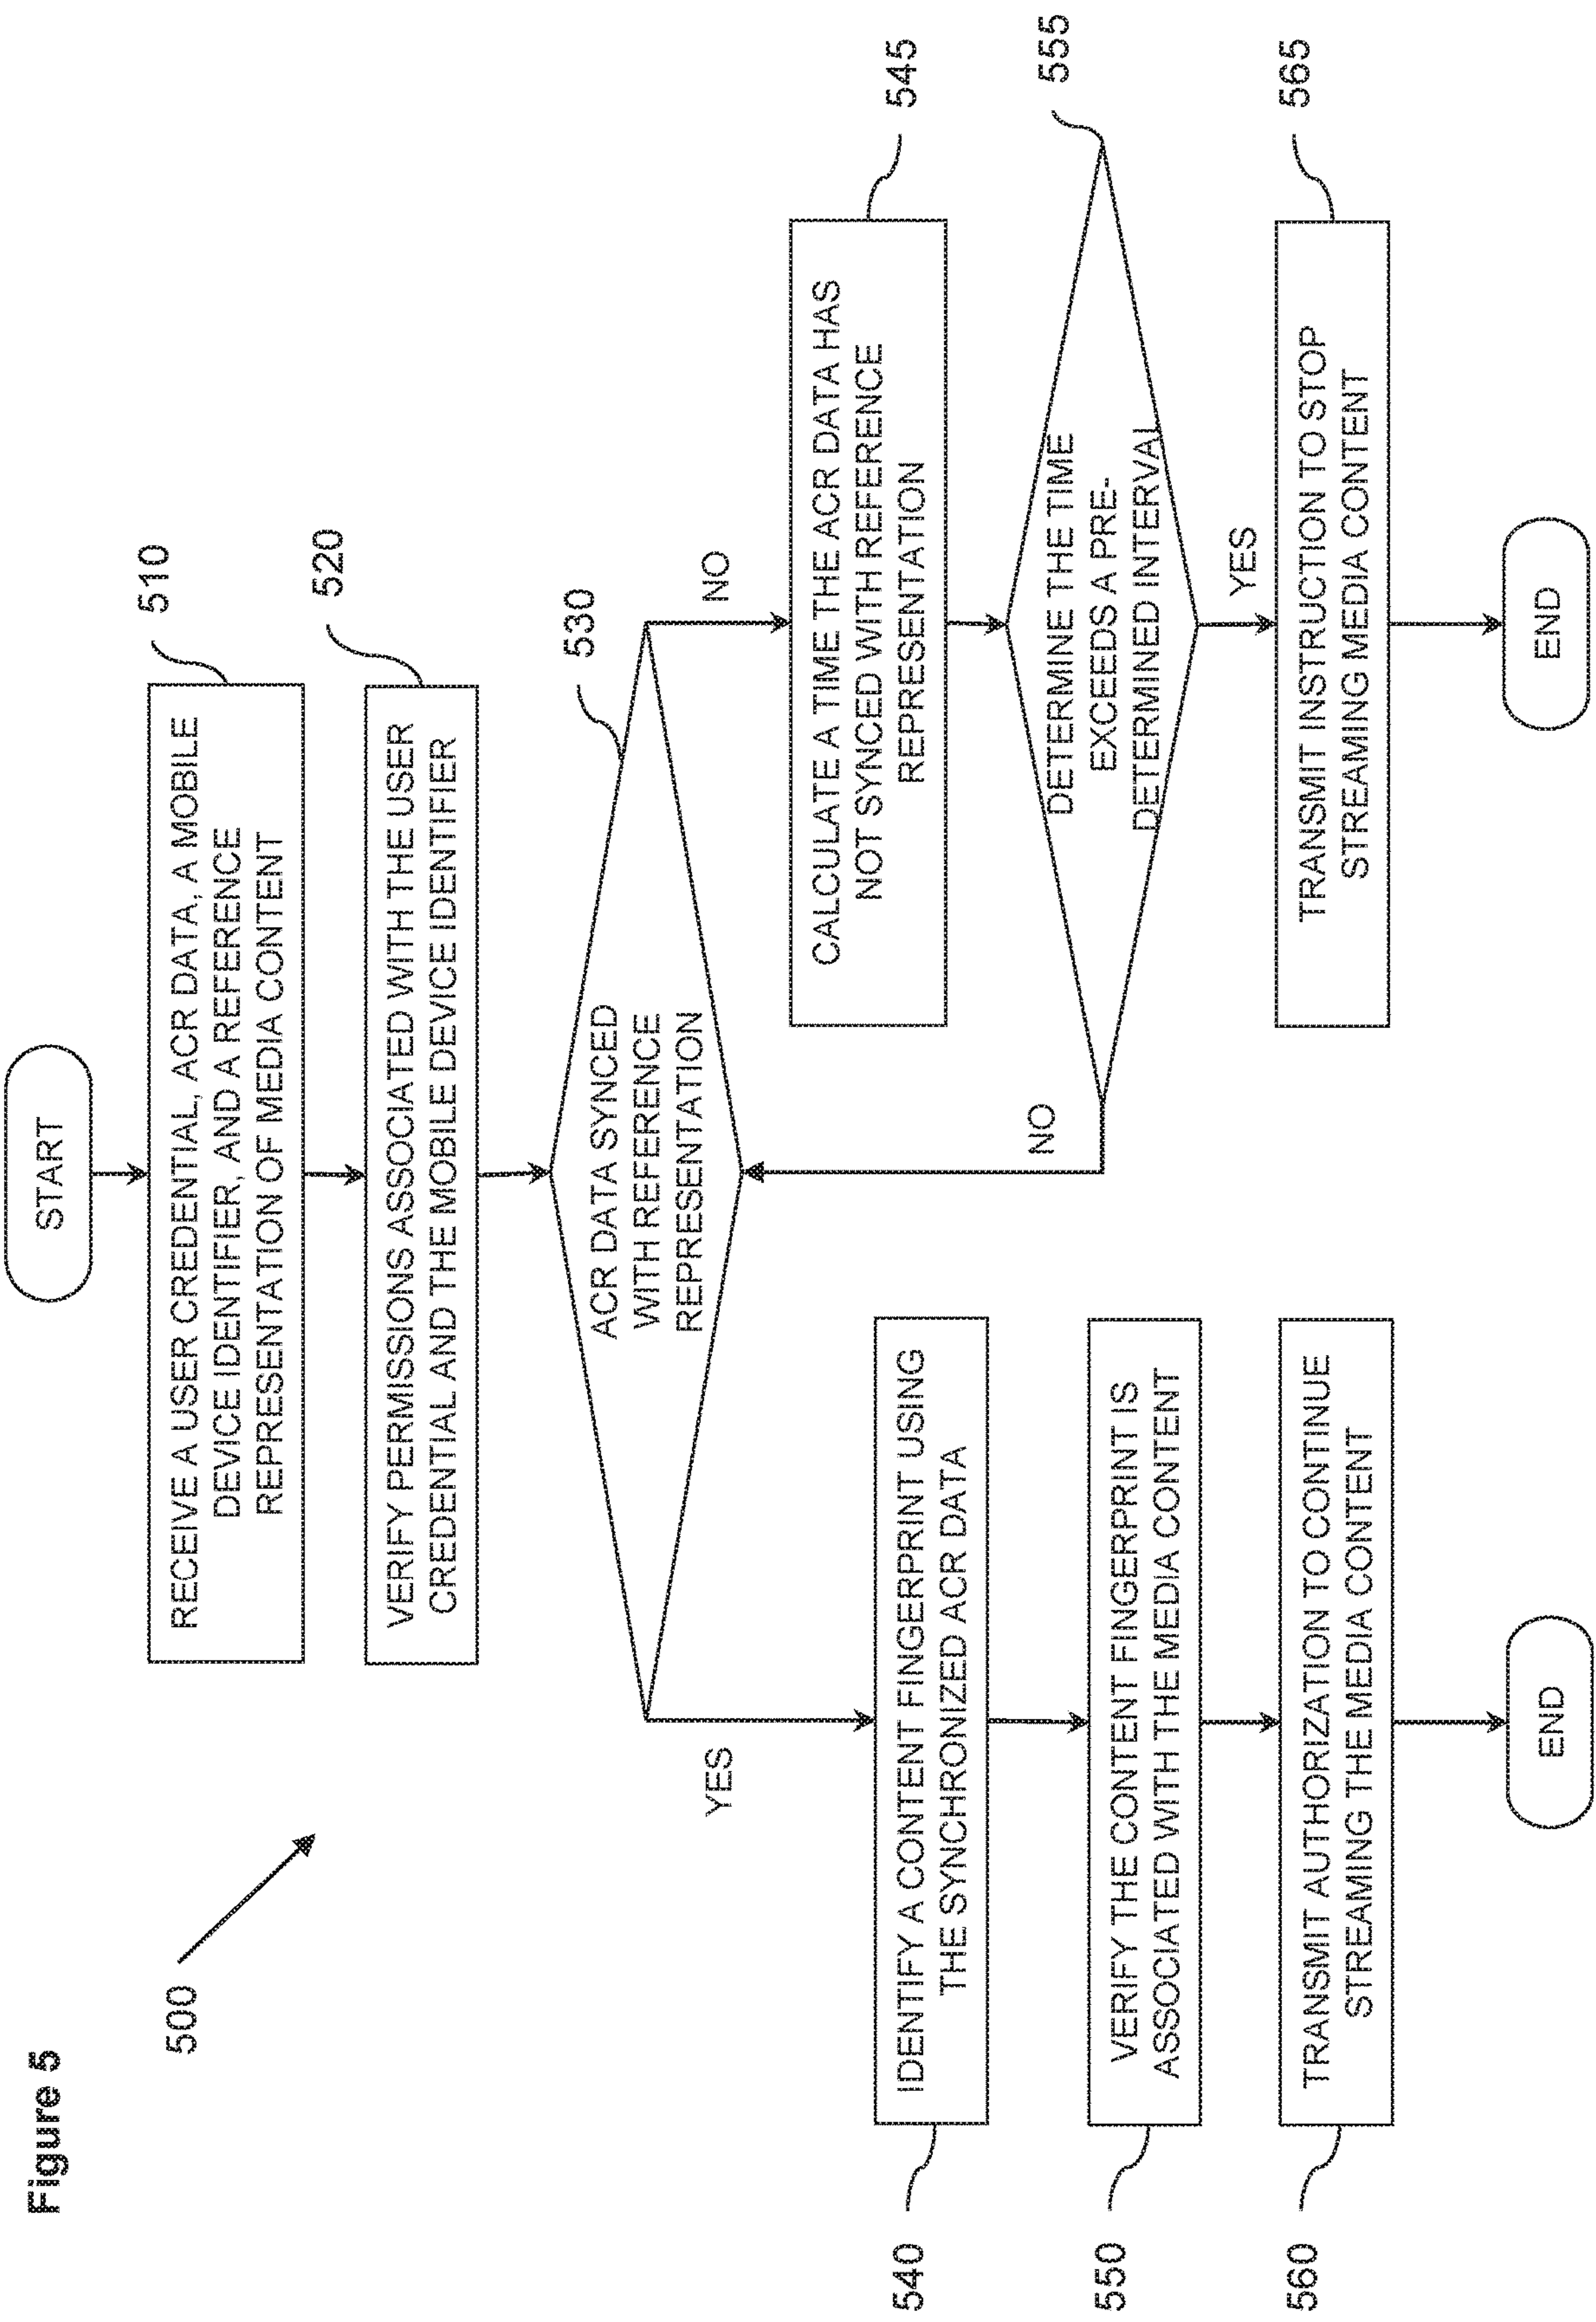 Figure 5
500
START
510
RECEIVE A USER CREDENTIAL, ACR DATA, A MOBILE
DEVICE IDENTIFIER, AND A REFERENCE
REPRESENTATION OF MEDIA CONTENT
520
VERIFY PERMISSIONS ASSOCIATED WITH THE USER
CREDENTIAL AND THE MOBILE DEVICE IDENTIFIER
530
ACR DATA SYNCED
WITH REFERENCE
REPRESENTATION
YES
NO
540
IDENTIFY A CONTENT FINGERPRINT USING
THE SYNCHRONIZED ACR DATA
550
VERIFY THE CONTENT FINGERPRINT IS
ASSOCIATED WITH THE MEDIA CONTENT
560
TRANSMIT AUTHORIZATION TO CONTINUE
STREAMING THE MEDIA CONTENT
END
545
CALCULATE A TIME THE ACR DATA HAS
NOT SYNCED WITH REFERENCE
REPRESENTATION
555
DETERMINE THE TIME
EXCEEDS A PRE-
DETERMINED INTERVAL
NO
YES
565
TRANSMIT INSTRUCTION TO STOP
STREAMING MEDIA CONTENT
END